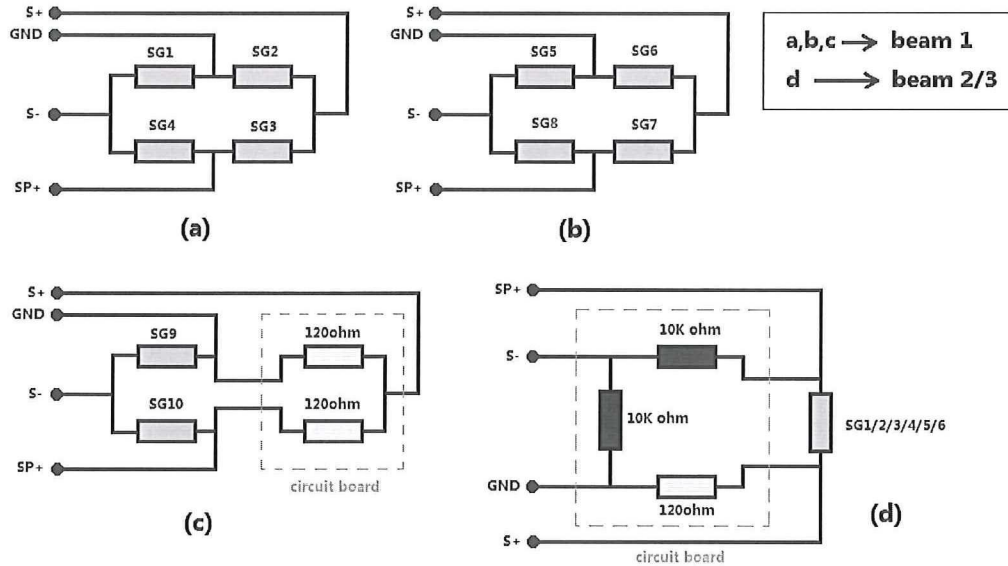 S+
GND
SG1
SG2
S-
SG4
SG3
SP+
(a)
S+
GND
SG5
SG6
S-
SG8
SG7
SP+
(b)
a,b,c → beam 1
d → beam 2/3
S+
GND
SG9
120ohm
S-
SG10
120ohm
SP+
circuit board
(c)
SP+
10K ohm
S-
10K ohm
SG1/2/3/4/5/6
GND
120ohm
S+
(d)
circuit board